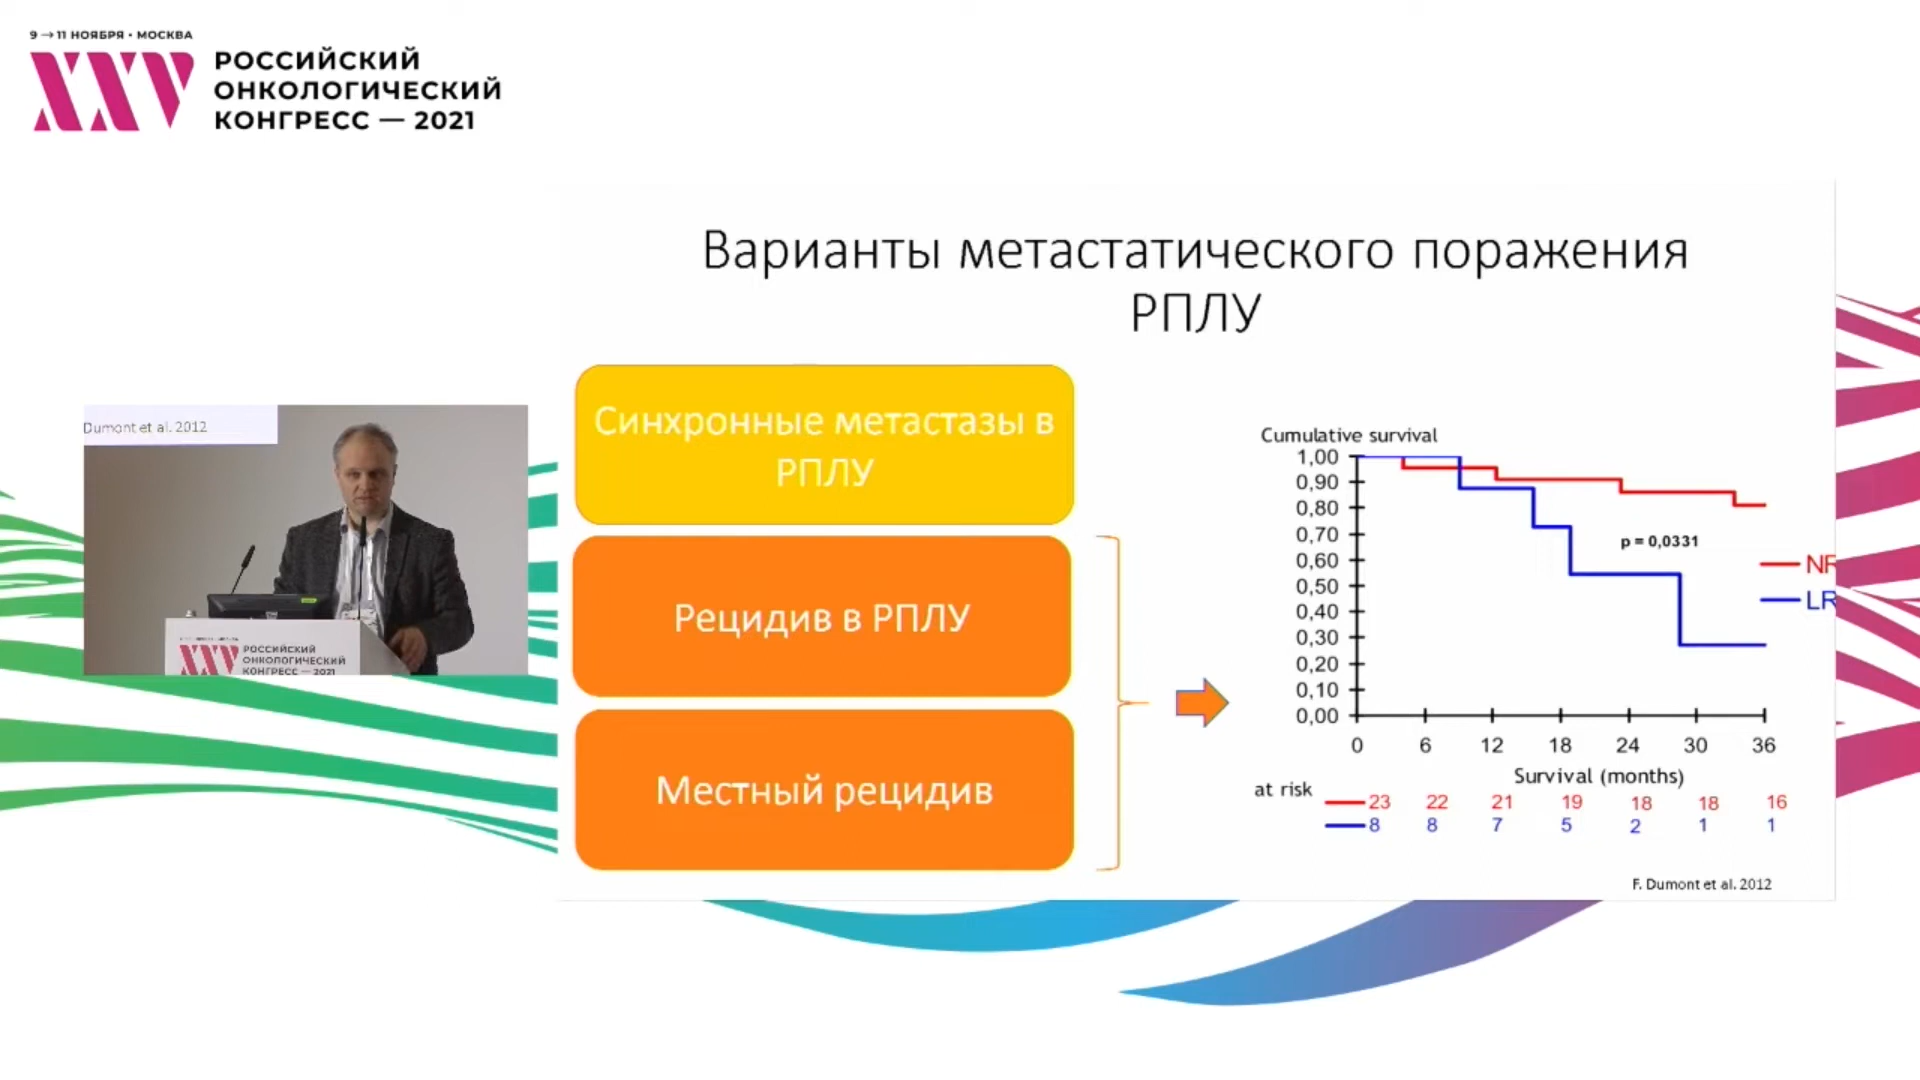 9 → 11 НОЯБРЯ • МОСКВА
XXV
РОССИЙСКИЙ
ОНКОЛОГИЧЕСКИЙ
КОНГРЕСС — 2021
Варианты метастатического поражения
РПЛУ
Dumont et al. 2012
XXV
РОССИЙСКИЙ
ОНКОЛОГИЧЕСКИЙ
КОНГРЕСС — 2021
Синхронные метастазы в
РПЛУ
Рецидив в РПЛУ
Местный рецидив
Cumulative survival
1,00
0,90
0,80
0,70
0,60
0,50
0,40
0,30
0,20
0,10
0,00
p = 0,0331
NR
LR
0 6 12 18 24 30 36
Survival (months)
at risk
23 22 21 19 18 18 16
8 8 7 5 2 1 1
F. Dumont et al. 2012